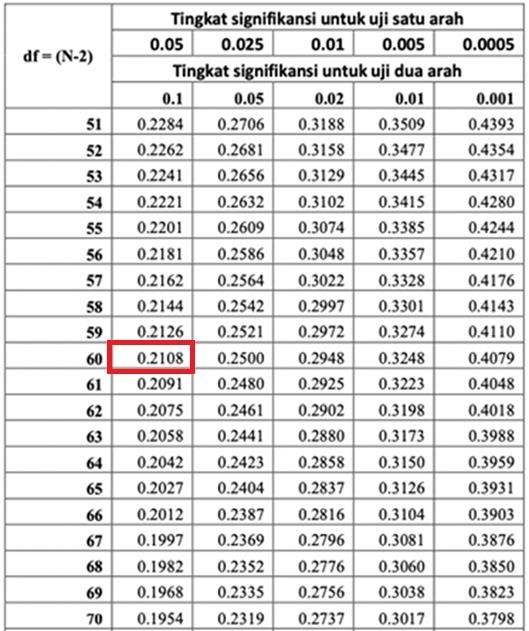 df = (N-2)
Tingkat signifikansi untuk uji satu arah
0.05 0.025 0.01 0.005 0.0005
Tingkat signifikansi untuk uji dua arah
0.1 0.05 0.02 0.01 0.001
51 0.2284 0.2706 0.3188 0.3509 0.4393
52 0.2262 0.2681 0.3158 0.3477 0.4354
53 0.2241 0.2656 0.3129 0.3445 0.4317
54 0.2221 0.2632 0.3102 0.3415 0.4280
55 0.2201 0.2609 0.3074 0.3385 0.4244
56 0.2181 0.2586 0.3048 0.3357 0.4210
57 0.2162 0.2564 0.3022 0.3328 0.4176
58 0.2144 0.2542 0.2997 0.3301 0.4143
59 0.2126 0.2521 0.2972 0.3274 0.4110
60 0.2108 0.2500 0.2948 0.3248 0.4079
61 0.2091 0.2480 0.2925 0.3223 0.4048
62 0.2075 0.2461 0.2902 0.3198 0.4018
63 0.2058 0.2441 0.2880 0.3173 0.3988
64 0.2042 0.2423 0.2858 0.3150 0.3959
65 0.2027 0.2404 0.2837 0.3126 0.3931
66 0.2012 0.2387 0.2816 0.3104 0.3903
67 0.1997 0.2369 0.2796 0.3081 0.3876
68 0.1982 0.2352 0.2776 0.3060 0.3850
69 0.1968 0.2335 0.2756 0.3038 0.3823
70 0.1954 0.2319 0.2737 0.3017 0.3798